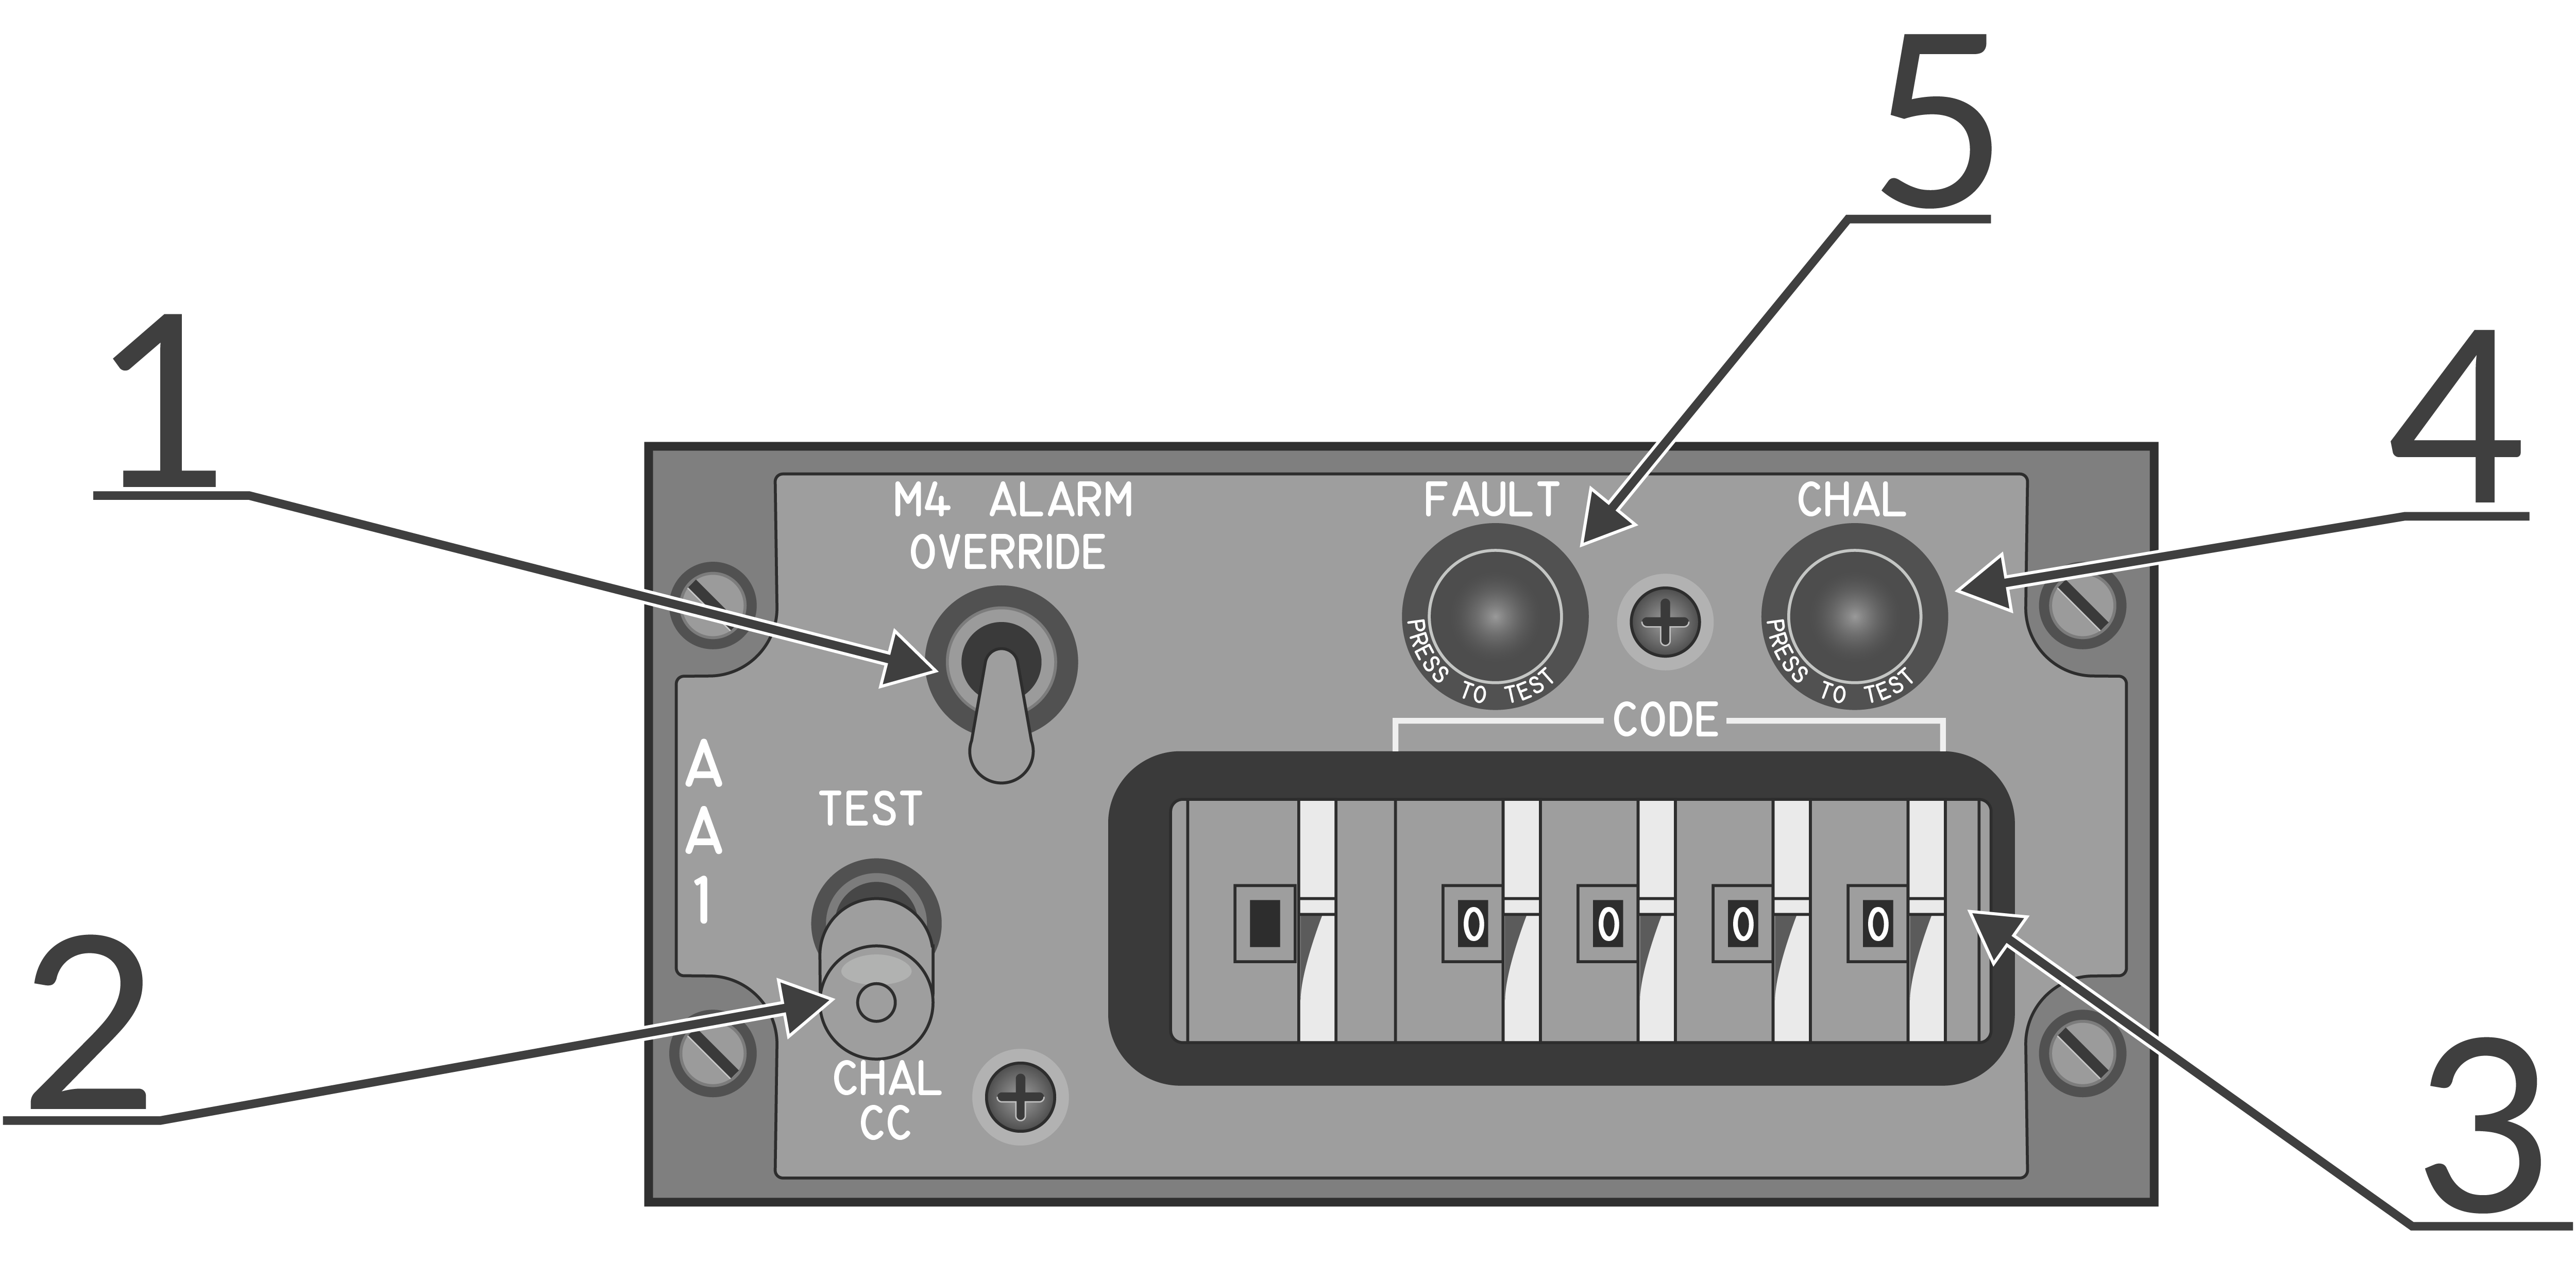 5
1
4
M4 ALARM
OVERRIDE
FAULT
CHAL
PRESS TO TEST
PRESS TO TEST
CODE
A
A
1
TEST
0 0 0 0
2
CHAL
CC
3